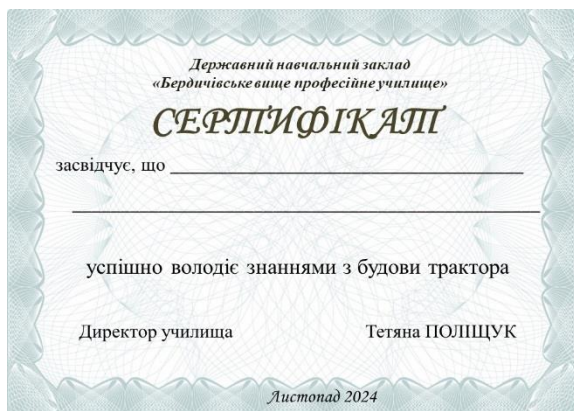 Державний навчальний заклад
«Бердичівське вище професійне училище»
СЕРТИФІКАТ
засвідчує, що
успішно володіє знаннями з будови трактора
Директор училища Тетяна ПОЛІЩУК
Листопад 2024